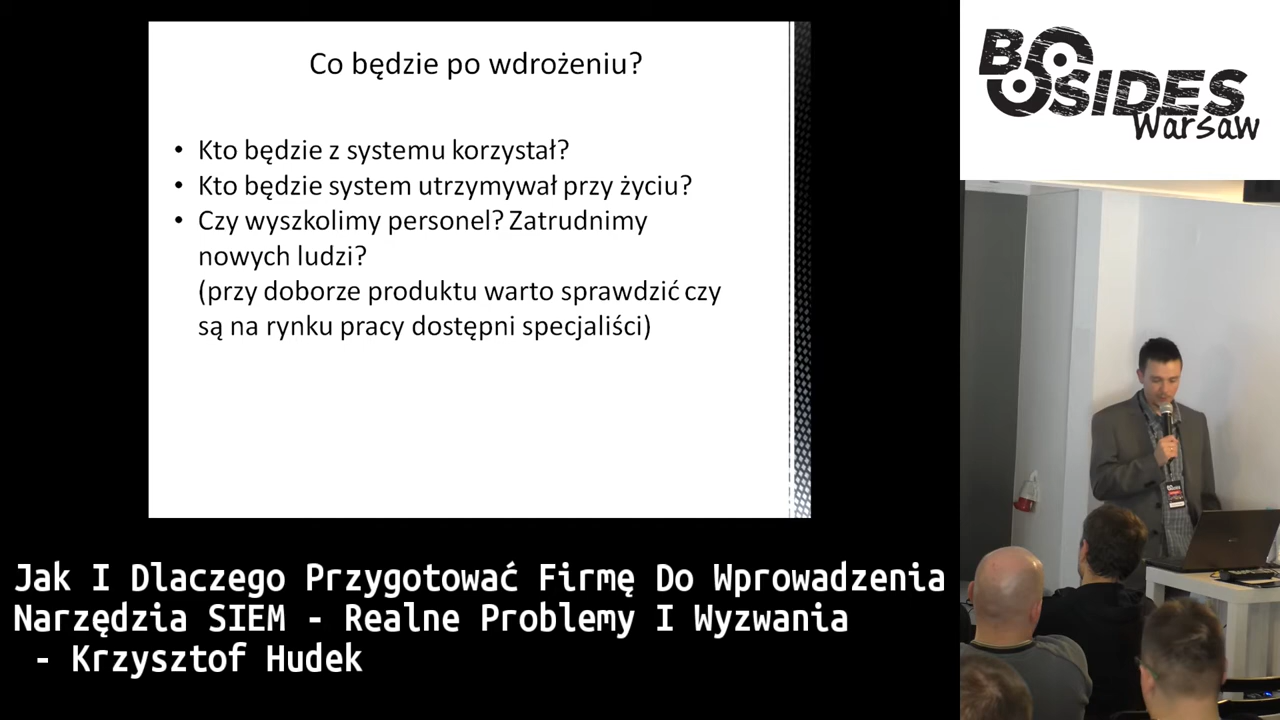 Co będzie po wdrożeniu?
• Kto będzie z systemu korzystał?
• Kto będzie system utrzymywał przy życiu?
• Czy wyszkolimy personel? Zatrudnimy
nowych ludzi?
(przy doborze produktu warto sprawdzić czy
są na rynku pracy dostępni specjaliści)
BSIDES
Warsaw
Jak I Dlaczego Przygotować Firmę Do Wprowadzenia
Narzędzia SIEM - Realne Problemy I Wyzwania
- Krzysztof Hudek